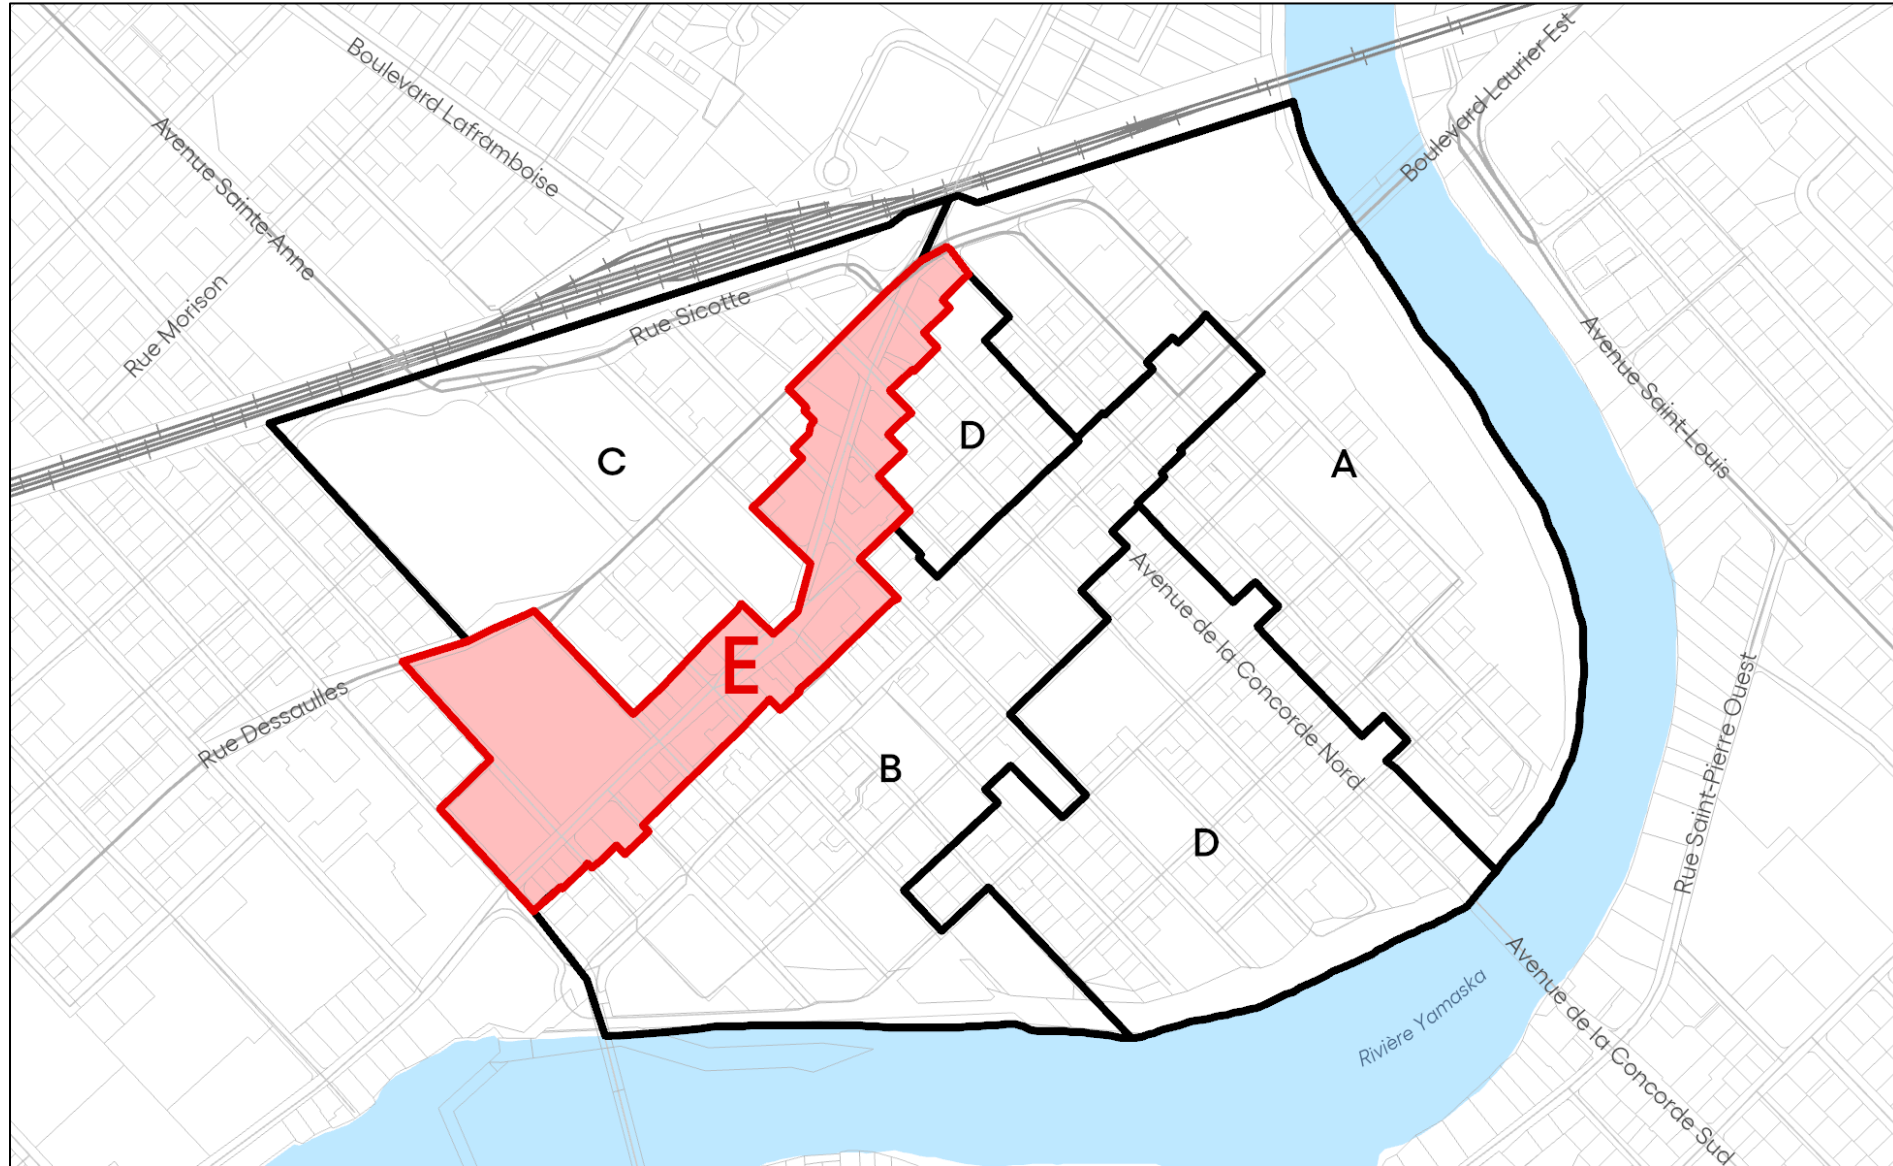 Boulevard Laurier Est
Boulevard Laframboise
Avenue Sainte-Anne
Rue Morison
Rue Sicotte
Avenue Saint-Louis
C
D
A
Avenue de la Concorde Nord
E
Rue Dessaulles
Rue Saint-Pierre Ouest
B
D
Rivière Yamaska
Avenue de la Concorde Sud